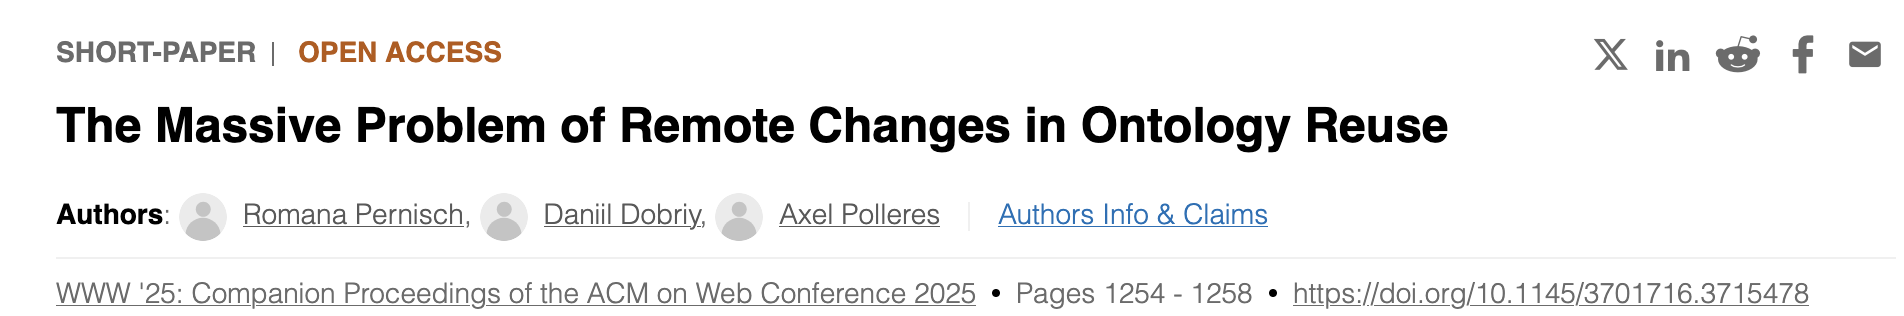 SHORT-PAPER | OPEN ACCESS
The Massive Problem of Remote Changes in Ontology Reuse
Authors: Romana Pernisch, Daniil Dobriy, Axel Polleres | Authors Info & Claims
WWW '25: Companion Proceedings of the ACM on Web Conference 2025 • Pages 1254 - 1258 • https://doi.org/10.1145/3701716.3715478